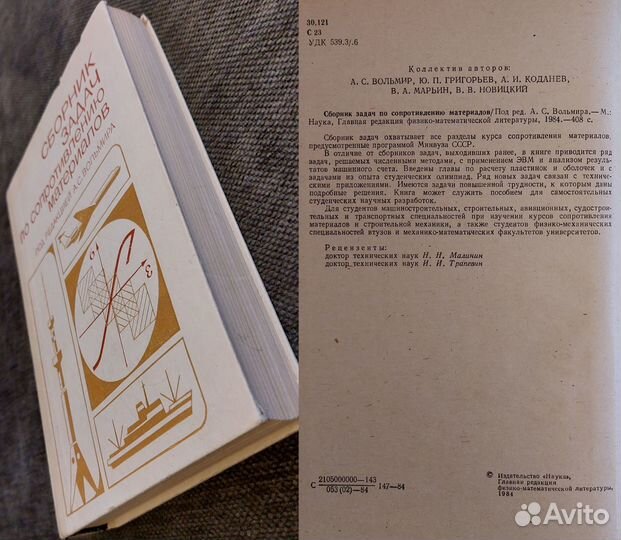 СБОРНИК
ЗАДАЧ
ПО СОПРОТИВЛЕНИЮ
МАТЕРИАЛОВ
ПОД РЕДАКЦИЕЙ А.С. ВОЛЬМИРА
σ
ε
30.121
С 23
УДК 539.3/.6
Коллектив авторов:
А. С. ВОЛЬМИР, Ю. П. ГРИГОРЬЕВ, А. И. КОДАНЕВ,
В. А. МАРЬИН, В. В. НОВИЦКИЙ
Сборник задач по сопротивлению материалов/Под ред. А. С. Вольмира.— М.:
Наука, Главная редакция физико-математической литературы, 1984.—408 с.
Сборник задач охватывает все разделы курса сопротивления материалов,
предусмотренные программой Минвуза СССР.
В отличие от сборников задач, выходивших ранее, в книге приводится ряд
задач, решаемых численными методами, с применением ЭВМ и анализом резуль-
татов машинного счета. Введены главы по расчету пластинок и оболочек и с
задачами из опыта студенческих олимпиад. Ряд новых задач связан с техниче-
скими приложениями. Имеются задачи повышенной трудности, к которым даны
подробные решения. Книга может служить пособием для самостоятельных
студенческих научных разработок.
Для студентов машиностроительных, строительных, авиационных, судострои-
тельных и транспортных специальностей при изучении курсов сопротивления
материалов и строительной механики, а также студентов физико-механических
специальностей втузов и механико-математических факультетов университетов.
Рецензенты:
доктор технических наук Н. Н. Малинин
доктор технических наук И. И. Трапезин
С 2105000000—143
053 (02)—84 147—84
© Издательство «Наука»,
Главная редакция
физико-математической литературы,
1984
Avito